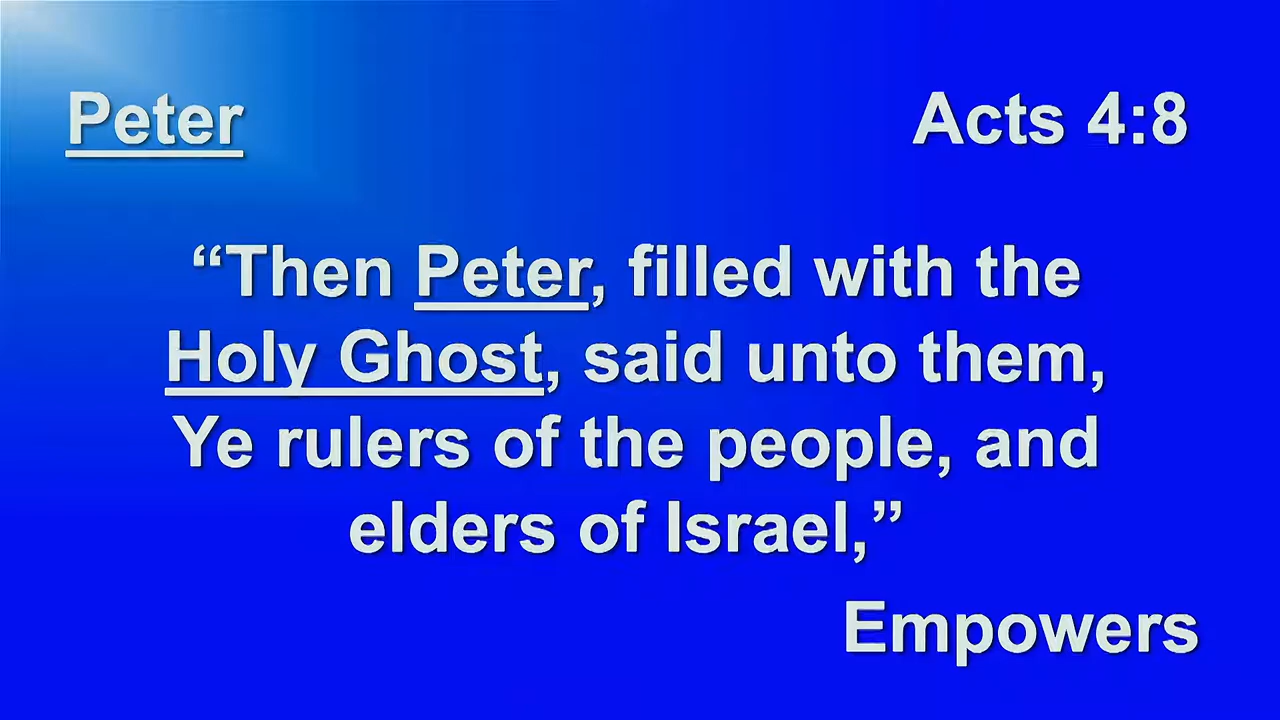 Peter Acts 4:8
“Then Peter, filled with the
Holy Ghost, said unto them,
Ye rulers of the people, and
elders of Israel,”
Empowers